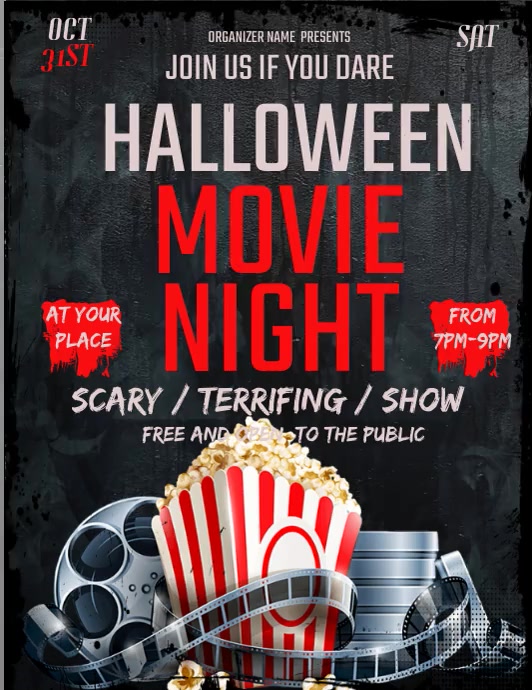 OCT
31ST
SAT
ORGANIZER NAME PRESENTS
JOIN US IF YOU DARE
HALLOWEEN
MOVIE
NIGHT
AT YOUR
PLACE
FROM
7PM-9PM
SCARY / TERRIFING / SHOW
FREE AND OPEN TO THE PUBLIC